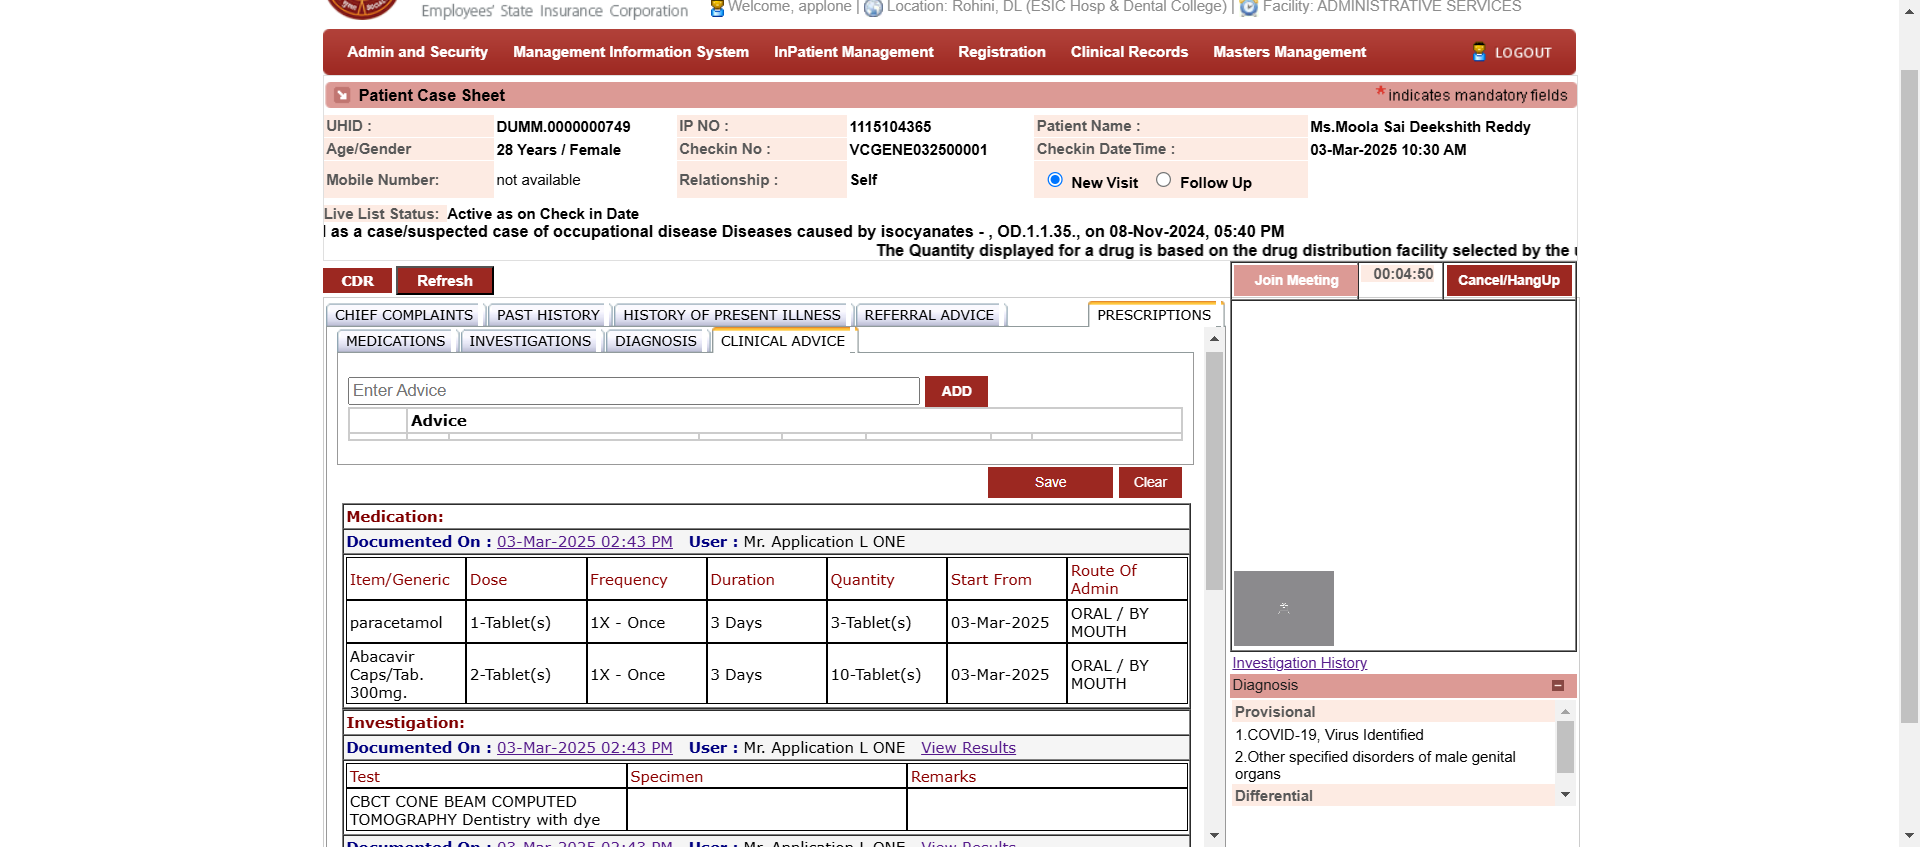 Employees' State Insurance Corporation
Welcome, applone | Location: Rohini, DL (ESIC Hosp & Dental College) | Facility: ADMINISTRATIVE SERVICES
Admin and Security Management Information System InPatient Management Registration Clinical Records Masters Management LOGOUT
Patient Case Sheet * indicates mandatory fields
UHID : DUMM.0000000749 IP NO : 1115104365 Patient Name : Ms.Moola Sai Deekshith Reddy
Age/Gender 28 Years / Female Checkin No : VCGENE032500001 Checkin DateTime : 03-Mar-2025 10:30 AM
Mobile Number: not available Relationship : Self New Visit Follow Up
Live List Status: Active as on Check in Date
as a case/suspected case of occupational disease Diseases caused by isocyanates - , OD.1.1.35., on 08-Nov-2024, 05:40 PM
The Quantity displayed for a drug is based on the drug distribution facility selected by the
CDR Refresh
Join Meeting 00:04:50 Cancel/HangUp
CHIEF COMPLAINTS PAST HISTORY HISTORY OF PRESENT ILLNESS REFERRAL ADVICE PRESCRIPTIONS
MEDICATIONS INVESTIGATIONS DIAGNOSIS CLINICAL ADVICE
Enter Advice ADD
Advice
Save Clear
Medication:
Documented On : 03-Mar-2025 02:43 PM User : Mr. Application L ONE
Item/Generic Dose Frequency Duration Quantity Start From Route Of Admin
paracetamol 1-Tablet(s) 1X - Once 3 Days 3-Tablet(s) 03-Mar-2025 ORAL / BY MOUTH
Abacavir Caps/Tab. 300mg. 2-Tablet(s) 1X - Once 3 Days 10-Tablet(s) 03-Mar-2025 ORAL / BY MOUTH
Investigation:
Documented On : 03-Mar-2025 02:43 PM User : Mr. Application L ONE View Results
Test Specimen Remarks
CBCT CONE BEAM COMPUTED
TOMOGRAPHY Dentistry with dye
Documented On : 03-Mar-2025 02:43 PM User : Mr. Application L ONE View Results
Investigation History
Diagnosis
Provisional
1.COVID-19, Virus Identified
2.Other specified disorders of male genital
organs
Differential